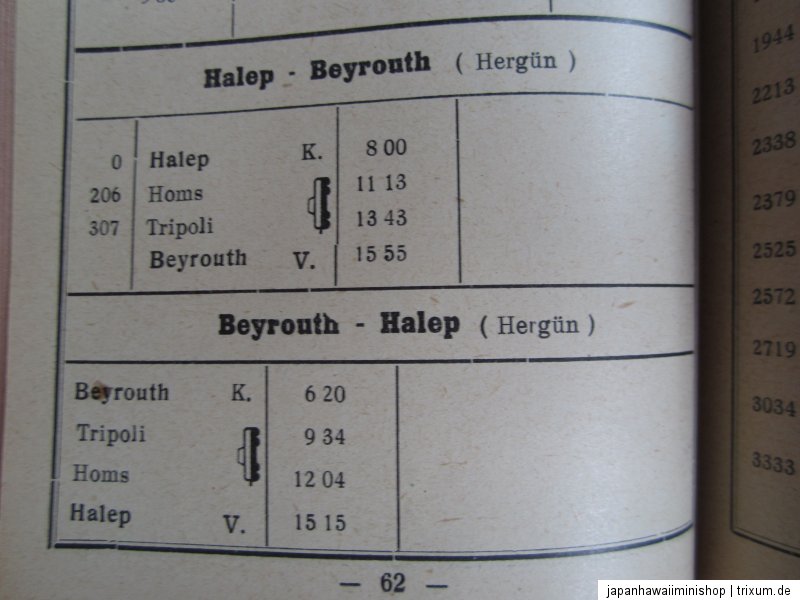 Halep - Beyrouth ( Hergün )
0 Halep K. 8 00
206 Homs 11 13
307 Tripoli 13 43
Beyrouth V. 15 55
Beyrouth - Halep ( Hergün )
Beyrouth K. 6 20
Tripoli 9 34
Homs 12 04
Halep V. 15 15
— 62 —
1944
2213
2338
2379
2525
2572
2719
3034
3333
japanhawaiiminishop | trixum.de